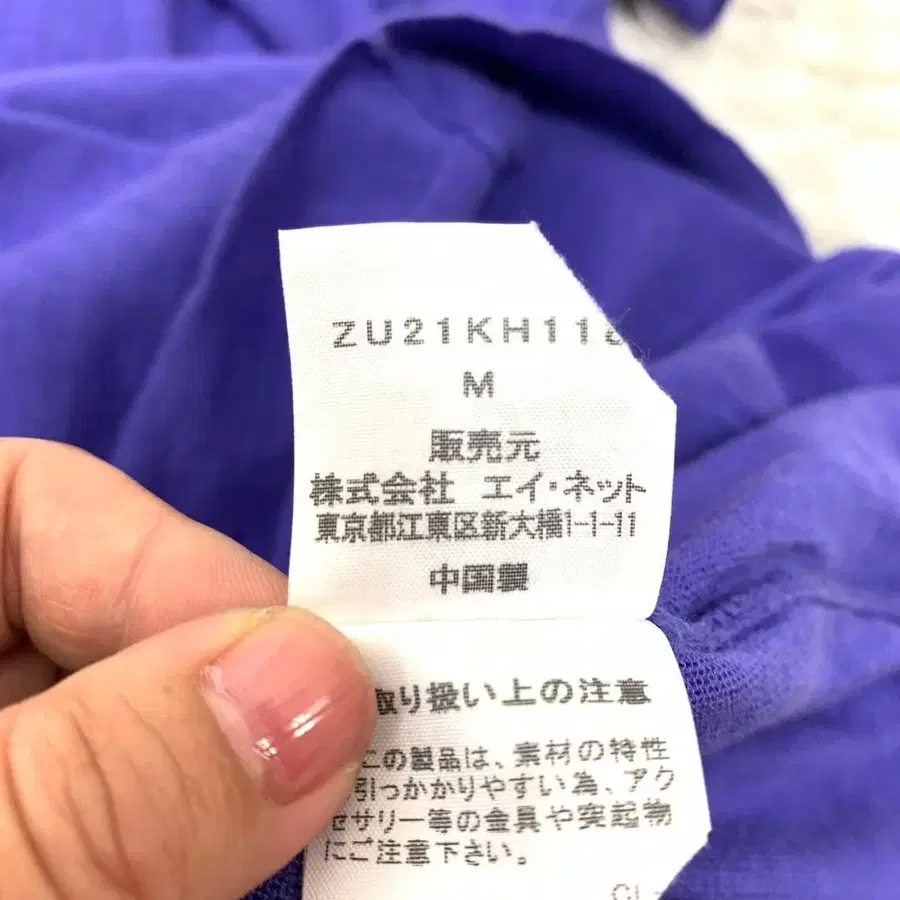 ZU21KH11
M
販売元
株式会社 エイ・ネット
東京都江東区新大橋1-1-11
中国製
取り扱い上の注意
この製品は、素材の特性
引っかかりやすい為、アク
セサリー等の金具や突起物
にご注意下さい。
CL